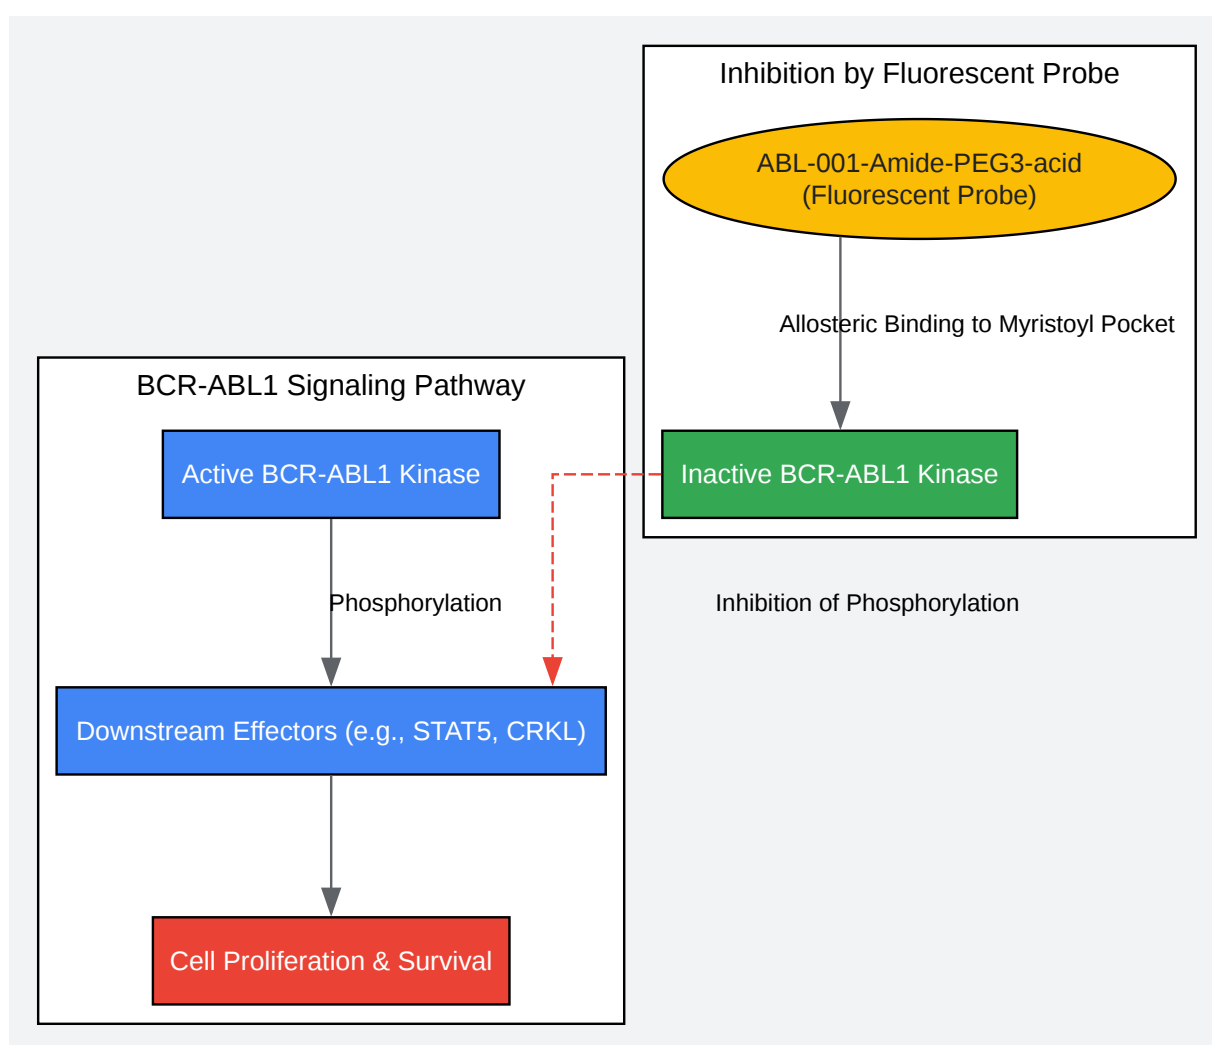 Inhibition by Fluorescent Probe
ABL-001-Amide-PEG3-acid
(Fluorescent Probe)
Allosteric Binding to Myristoyl Pocket
BCR-ABL1 Signaling Pathway
Active BCR-ABL1 Kinase
Inactive BCR-ABL1 Kinase
Phosphorylation
Inhibition of Phosphorylation
Downstream Effectors (e.g., STAT5, CRKL)
Cell Proliferation & Survival